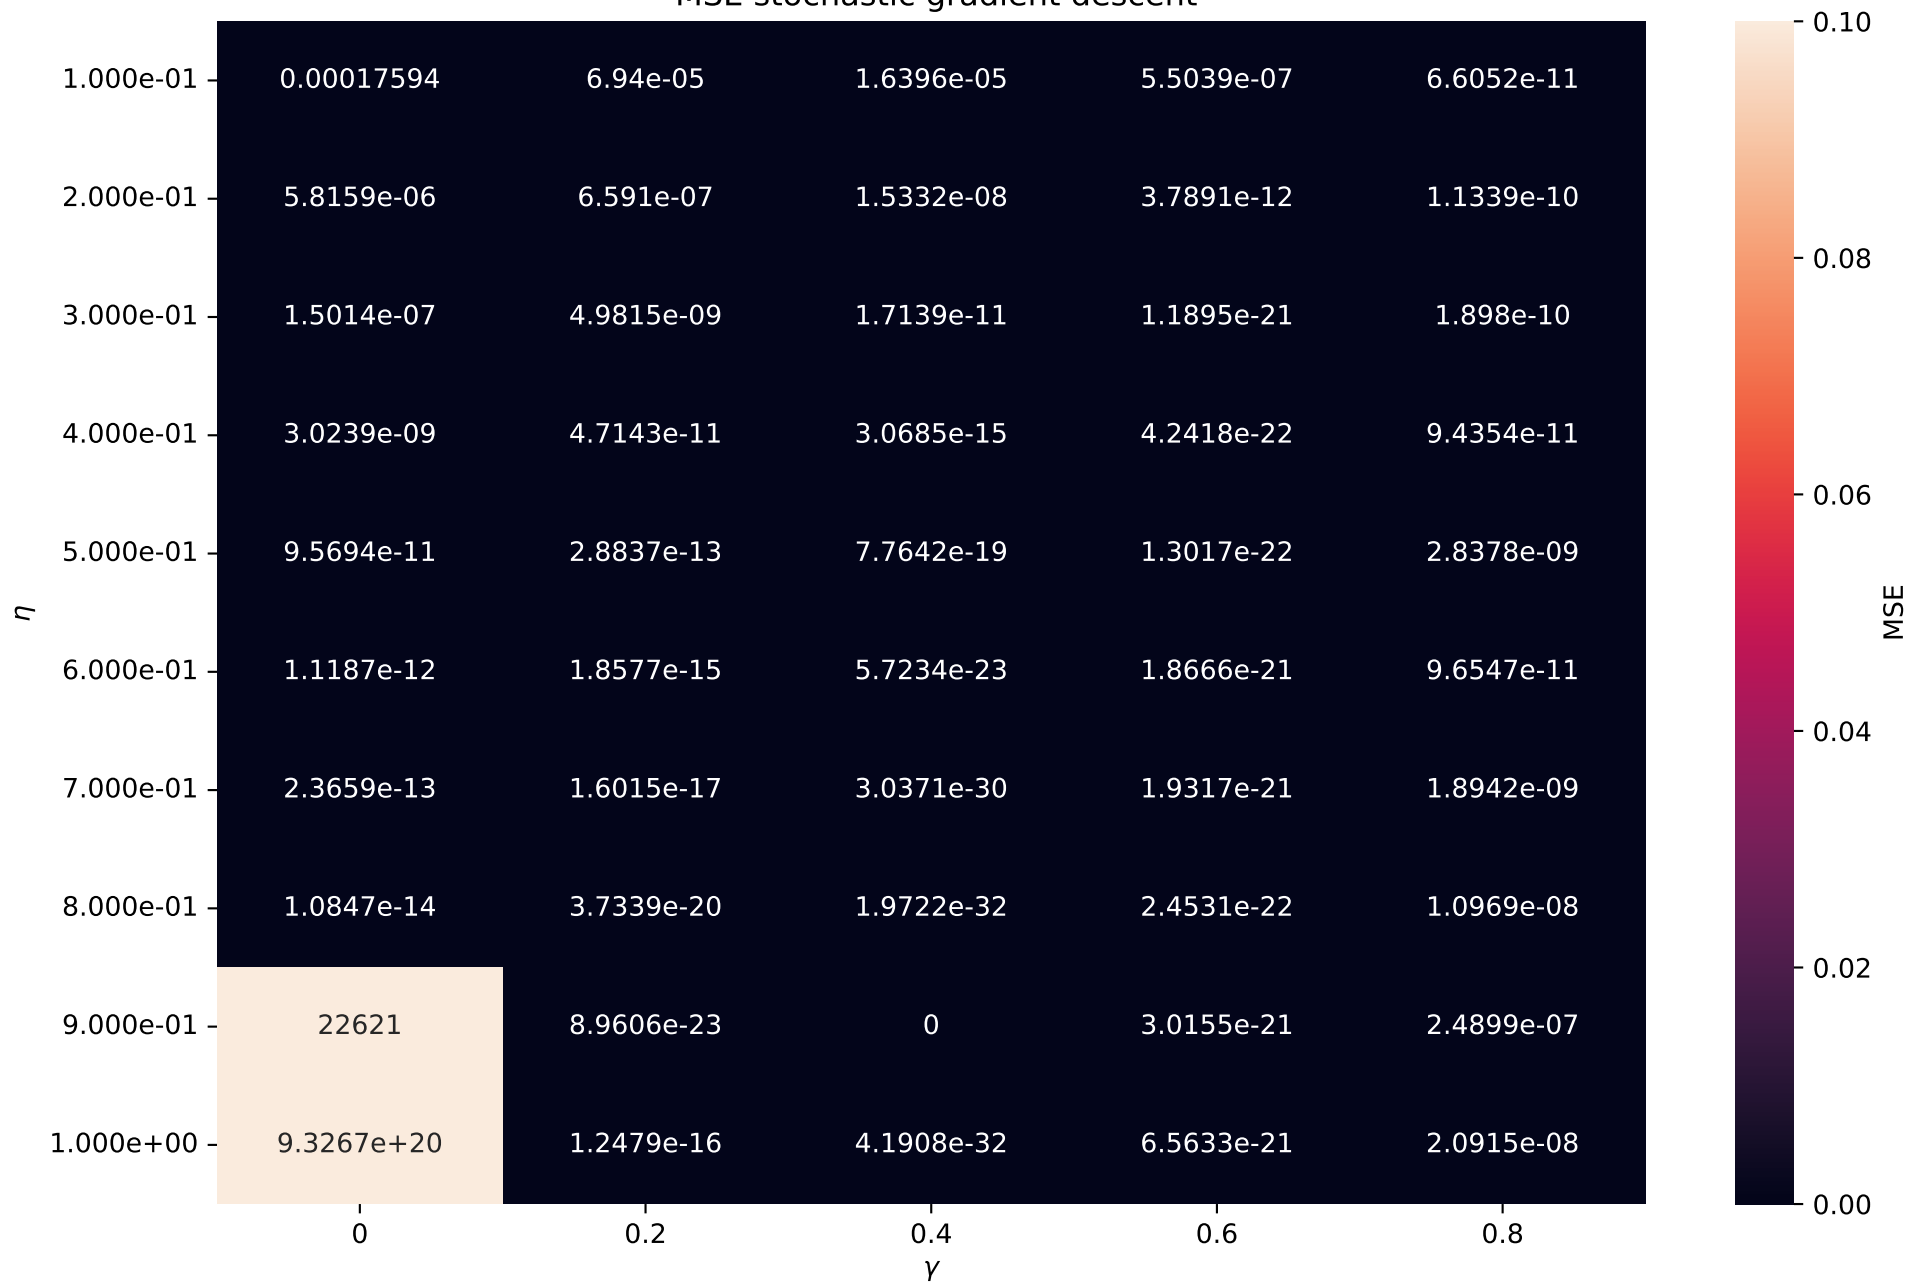 MSE stochastic gradient descent
0.10
1.000e-01 0.00017594 6.94e-05 1.6396e-05 5.5039e-07 6.6052e-11
2.000e-01 5.8159e-06 6.591e-07 1.5332e-08 3.7891e-12 1.1339e-10
0.08
3.000e-01 1.5014e-07 4.9815e-09 1.7139e-11 1.1895e-21 1.898e-10
4.000e-01 3.0239e-09 4.7143e-11 3.0685e-15 4.2418e-22 9.4354e-11
0.06
5.000e-01 9.5694e-11 2.8837e-13 7.7642e-19 1.3017e-22 2.8378e-09
η
MSE
6.000e-01 1.1187e-12 1.8577e-15 5.7234e-23 1.8666e-21 9.6547e-11
0.04
7.000e-01 2.3659e-13 1.6015e-17 3.0371e-30 1.9317e-21 1.8942e-09
8.000e-01 1.0847e-14 3.7339e-20 1.9722e-32 2.4531e-22 1.0969e-08
0.02
9.000e-01 22621 8.9606e-23 0 3.0155e-21 2.4899e-07
1.000e+00 9.3267e+20 1.2479e-16 4.1908e-32 6.5633e-21 2.0915e-08
0.00
0 0.2 0.4 0.6 0.8
γ